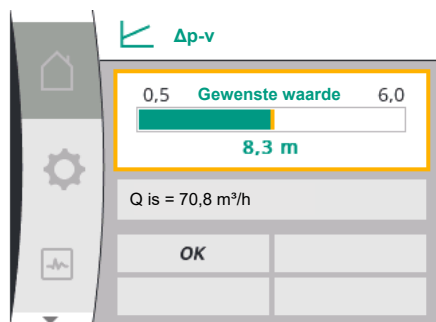 Δp-v
0,5 Gewenste waarde 6,0
8,3 m
Q is = 70,8 m³/h
OK